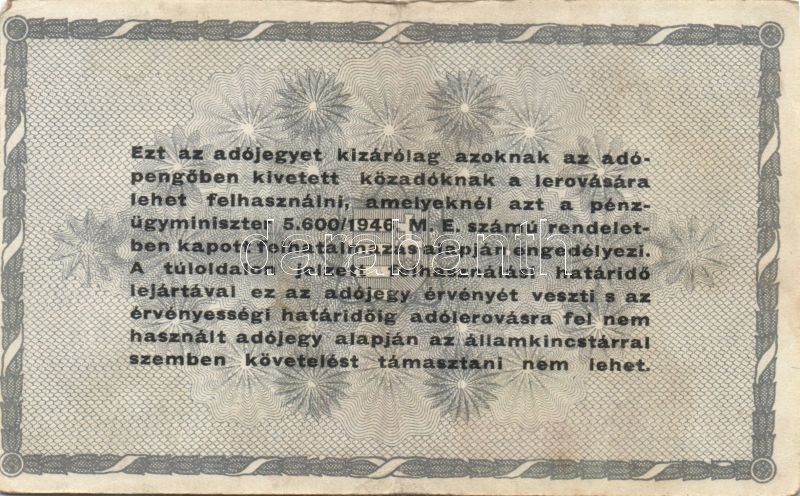 Ezt az adójegyet kizárólag azoknak az adó-
pengőben kivetett közadóknak a lerovására
lehet felhasználni, amelyeknél azt a pénz-
ügyminiszter 5.600/1946. M. E. számú rendelet-
ben kapott felhatalmazás alapján engedélyezi.
A túloldalon jelzett felhasználási határidő
lejártával ez az adójegy érvényét veszti s az
érvényességi határidőig adólerovásra fel nem
használt adójegy alapján az államkincstárral
szemben követelést támasztani nem lehet.
darabanth